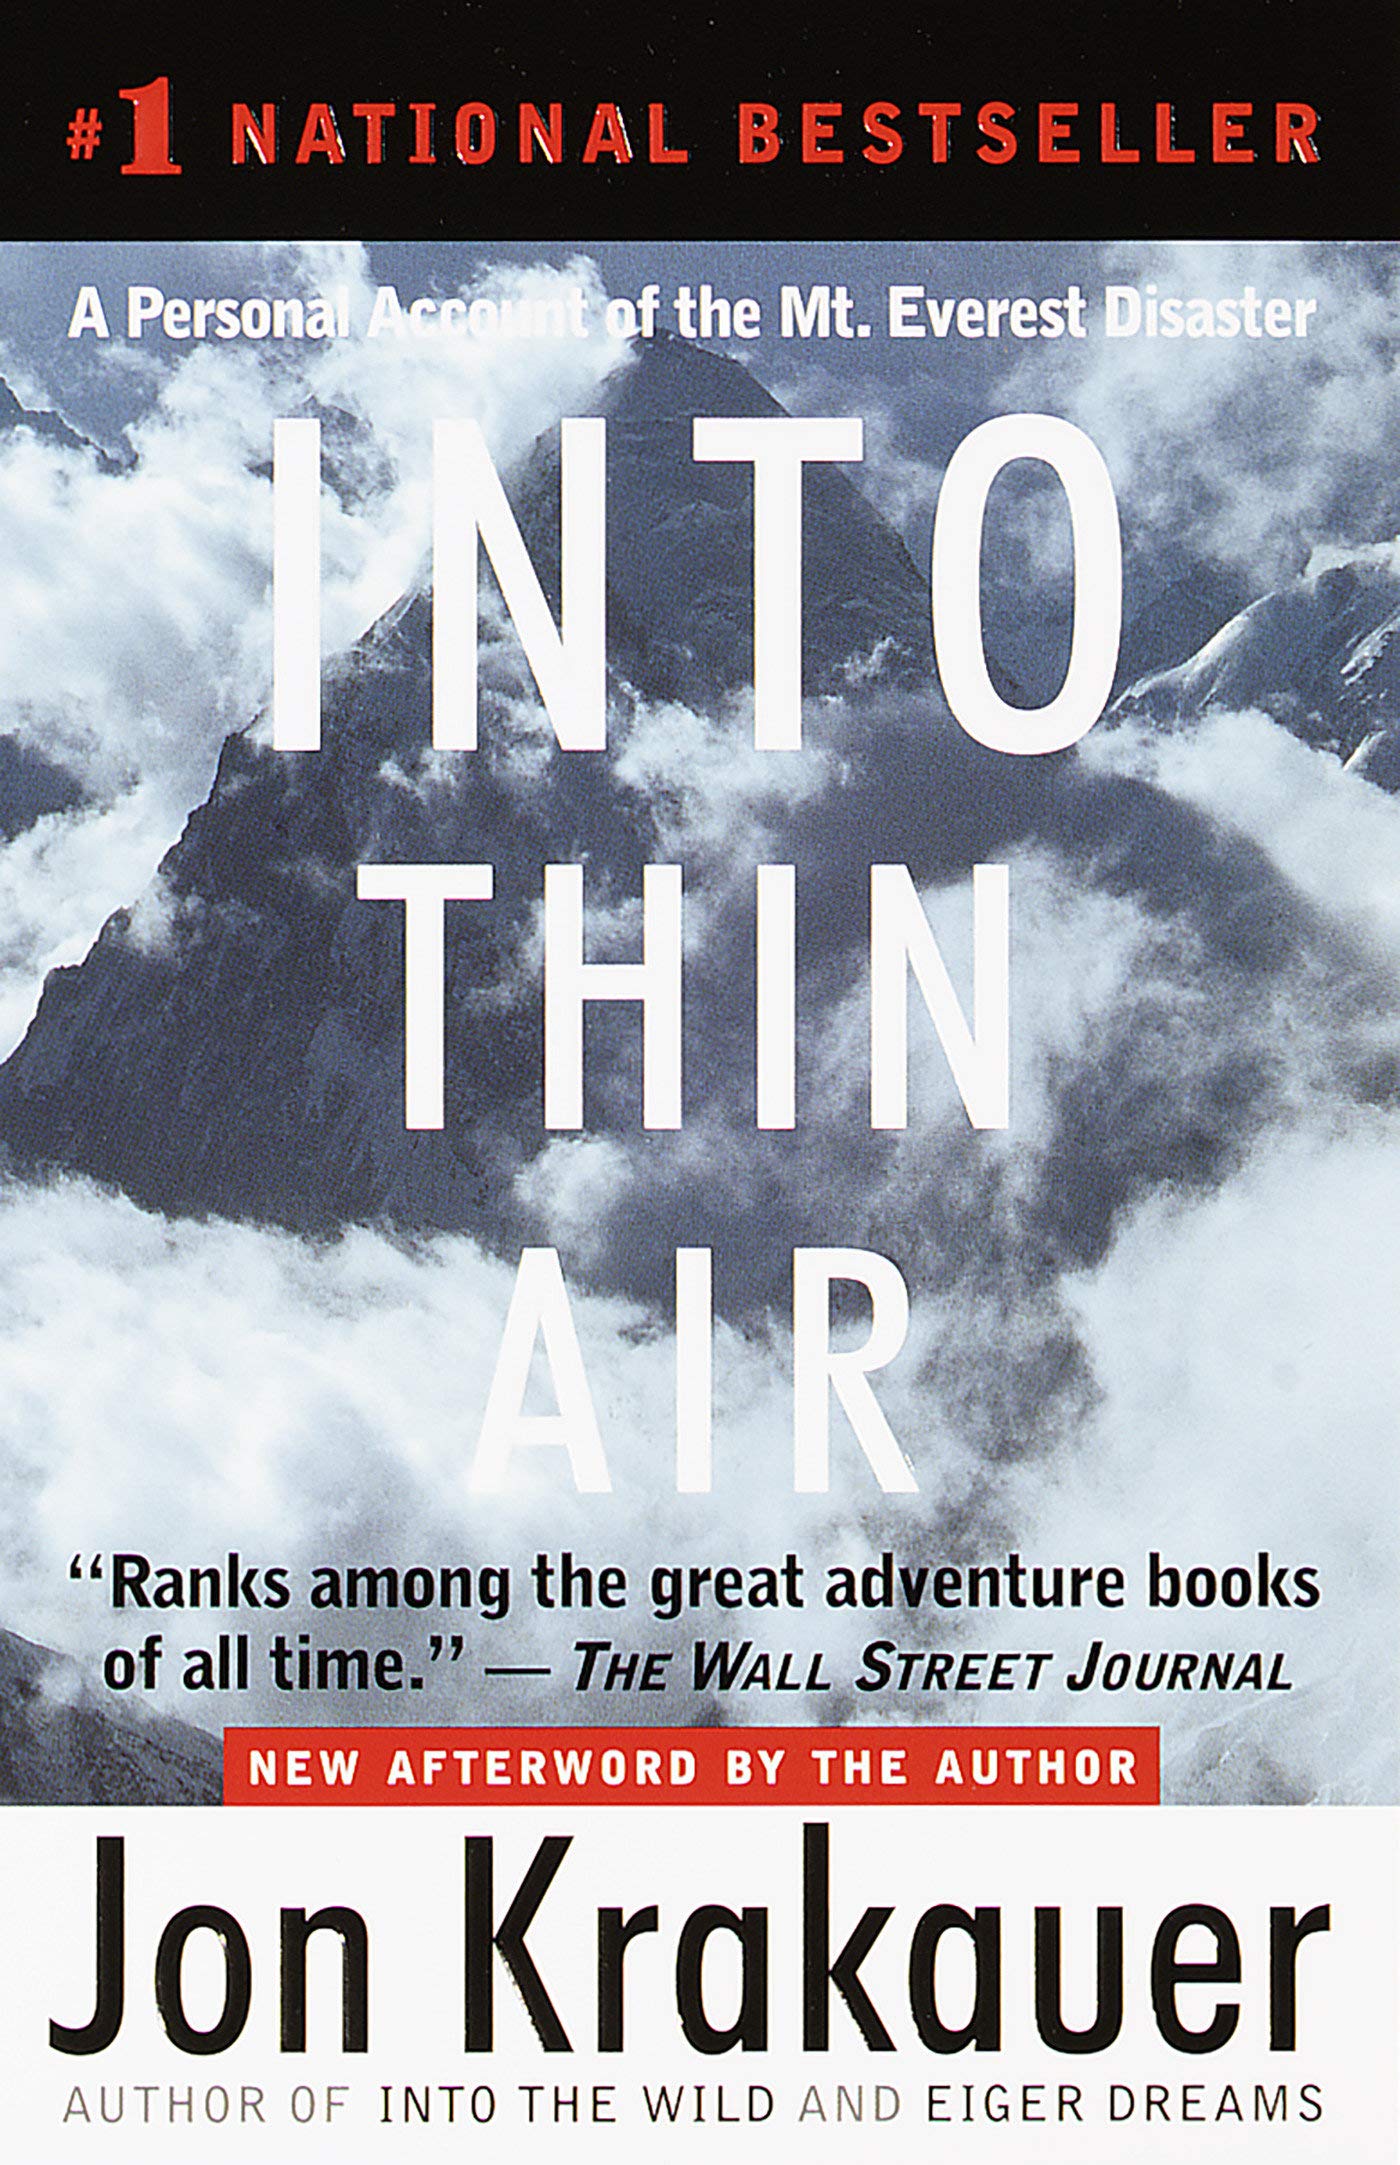 #1 NATIONAL BESTSELLER
A Personal Account of the Mt. Everest Disaster
INTO
THIN
AIR
“Ranks among the great adventure books
of all time.” — THE WALL STREET JOURNAL
NEW AFTERWORD BY THE AUTHOR
Jon Krakauer
AUTHOR OF INTO THE WILD AND EIGER DREAMS